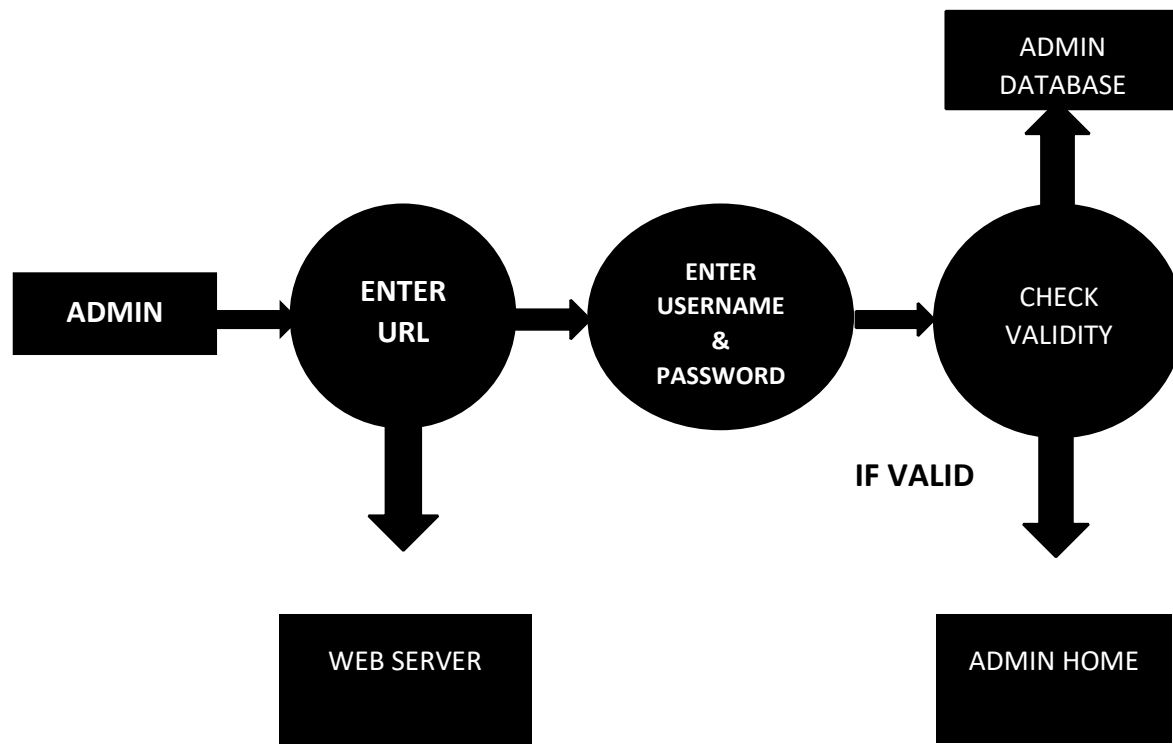 ADMIN
DATABASE
ADMIN
ENTER
URL
ENTER
USERNAME
&
PASSWORD
CHECK
VALIDITY
IF VALID
WEB SERVER
ADMIN HOME